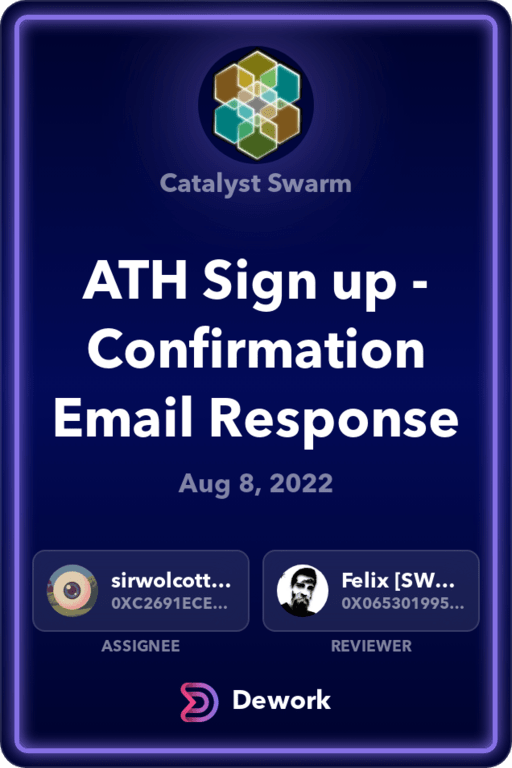 Catalyst Swarm
ATH Sign up -
Confirmation
Email Response
Aug 8, 2022
sirwolcott...
0XC2691ECE...
ASSIGNEE
Felix [SW...
0X065301995...
REVIEWER
Dework